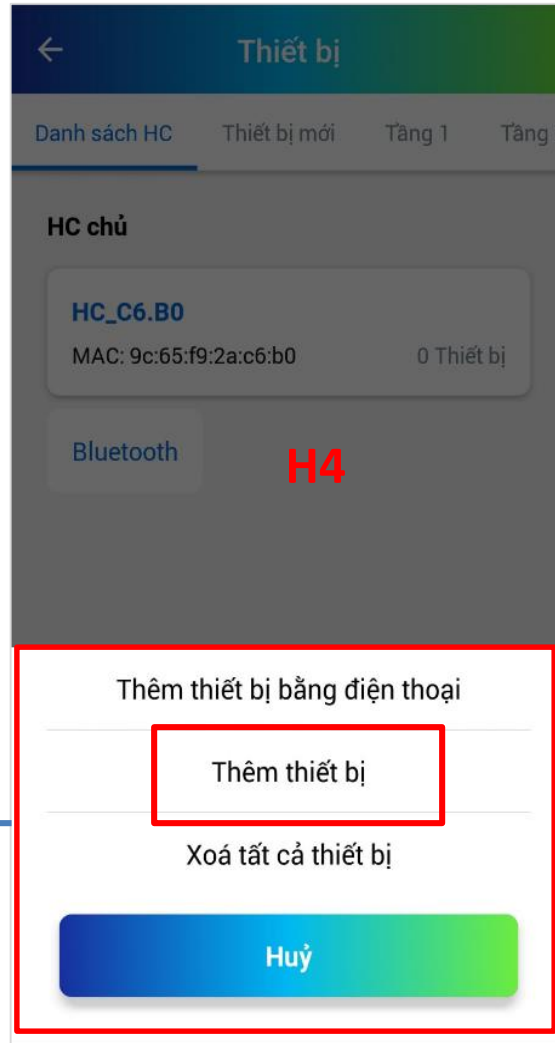 Thiết bị
Danh sách HC Thiết bị mới Tầng 1 Tầng
HC chủ
HC_C6.B0
MAC: 9c:65:f9:2a:c6:b0 0 Thiết bị
Bluetooth
H4
Thêm thiết bị bằng điện thoại
Thêm thiết bị
Xoá tất cả thiết bị
Huỷ